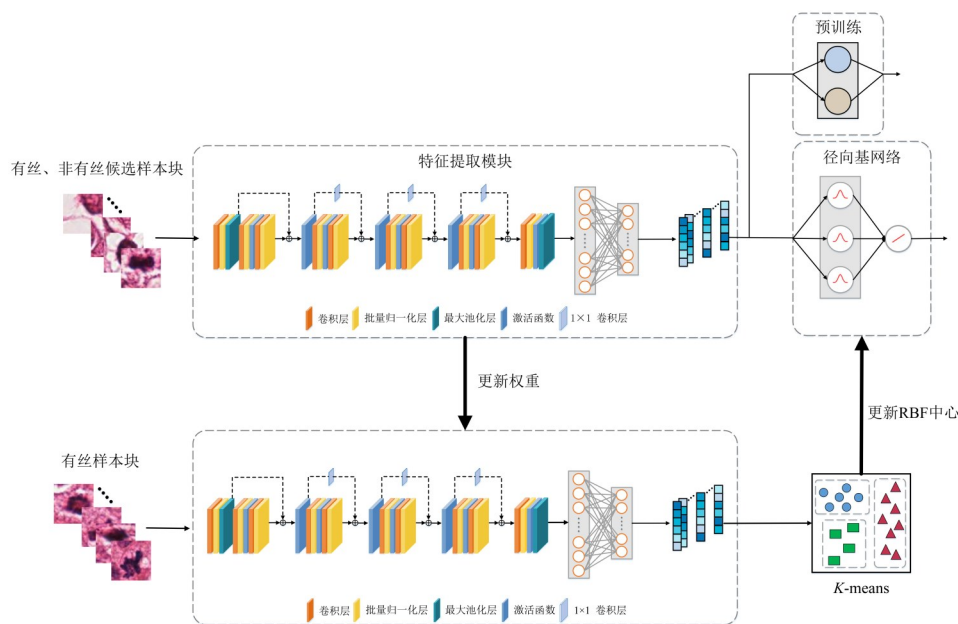 预训练
有丝、非有丝候选样本块
特征提取模块
径向基网络
卷积层 批量归一化层 最大池化层 激活函数 1×1 卷积层
更新权重
更新RBF中心
有丝样本块
卷积层 批量归一化层 最大池化层 激活函数 1×1 卷积层
K-means